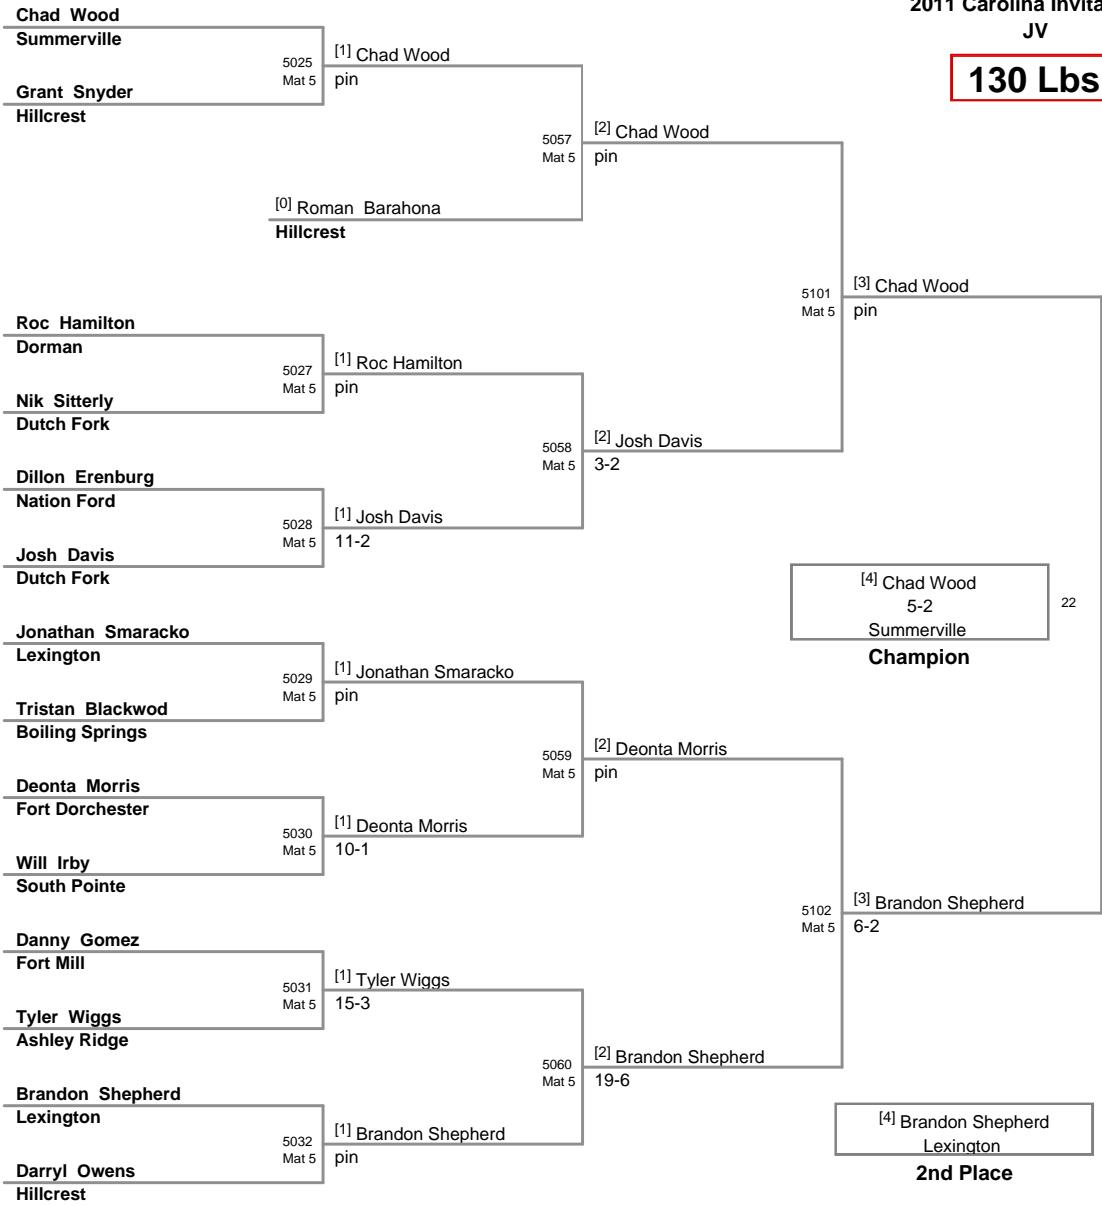 2011 Carolina Invita
JV
130 Lbs
Chad Wood
Summerville
5025
Mat 5
[1] Chad Wood
pin
Grant Snyder
Hillcrest
5057
Mat 5
[2] Chad Wood
pin
[0] Roman Barahona
Hillcrest
5101
Mat 5
[3] Chad Wood
pin
Roc Hamilton
Dorman
5027
Mat 5
[1] Roc Hamilton
pin
Nik Sitterly
Dutch Fork
5058
Mat 5
[2] Josh Davis
3-2
Dillon Erenburg
Nation Ford
5028
Mat 5
[1] Josh Davis
11-2
Josh Davis
Dutch Fork
[4] Chad Wood
5-2
Summerville
22
Champion
Jonathan Smaracko
Lexington
5029
Mat 5
[1] Jonathan Smaracko
pin
Tristan Blackwod
Boiling Springs
5059
Mat 5
[2] Deonta Morris
pin
Deonta Morris
Fort Dorchester
5030
Mat 5
[1] Deonta Morris
10-1
Will Irby
South Pointe
5102
Mat 5
[3] Brandon Shepherd
6-2
Danny Gomez
Fort Mill
5031
Mat 5
[1] Tyler Wiggs
15-3
Tyler Wiggs
Ashley Ridge
5060
Mat 5
[2] Brandon Shepherd
19-6
Brandon Shepherd
Lexington
5032
Mat 5
[1] Brandon Shepherd
pin
Darryl Owens
Hillcrest
[4] Brandon Shepherd
Lexington
2nd Place